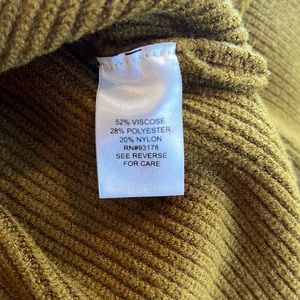 52% VISCOSE
28% POLYESTER
20% NYLON
RN#93178
SEE REVERSE
FOR CARE